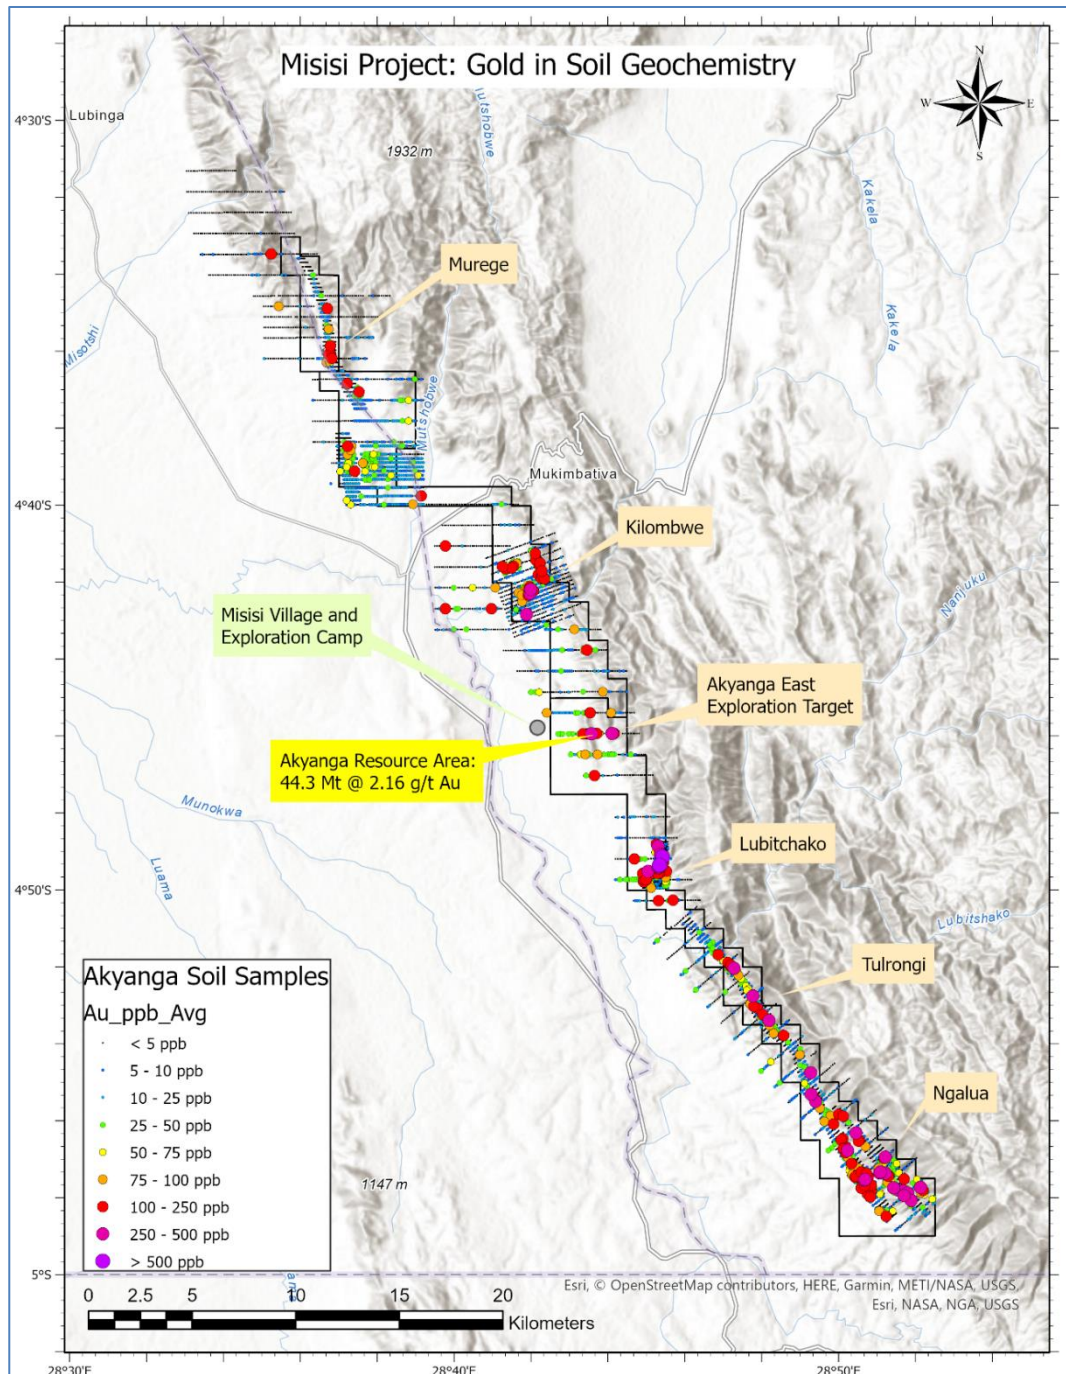 Misisi Project: Gold in Soil Geochemistry
N
W
E
S
Lubinga
4°30'S
1932 m
Kakela
Murege
Kakela
Misotshi
Mutshobwe
Mukimbativa
4°40'S
Kilombwe
Nanjuku
Misisi Village and
Exploration Camp
Akyanga East
Exploration Target
Akyanga Resource Area:
44.3 Mt @ 2.16 g/t Au
Munokwa
Luama
Lubitchako
4°50'S
Lubitshako
Tulrongi
Akyanga Soil Samples
Au_ppb_Avg
< 5 ppb
5 - 10 ppb
10 - 25 ppb
25 - 50 ppb
50 - 75 ppb
75 - 100 ppb
100 - 250 ppb
250 - 500 ppb
> 500 ppb
Ngalua
1147 m
5°S
Esri, © OpenStreetMap contributors, HERE, Garmin, METI/NASA, USGS,
Esri, NASA, NGA, USGS
0 2.5 5 10 15 20
Kilometers
28°30'E 28°40'E 28°50'E